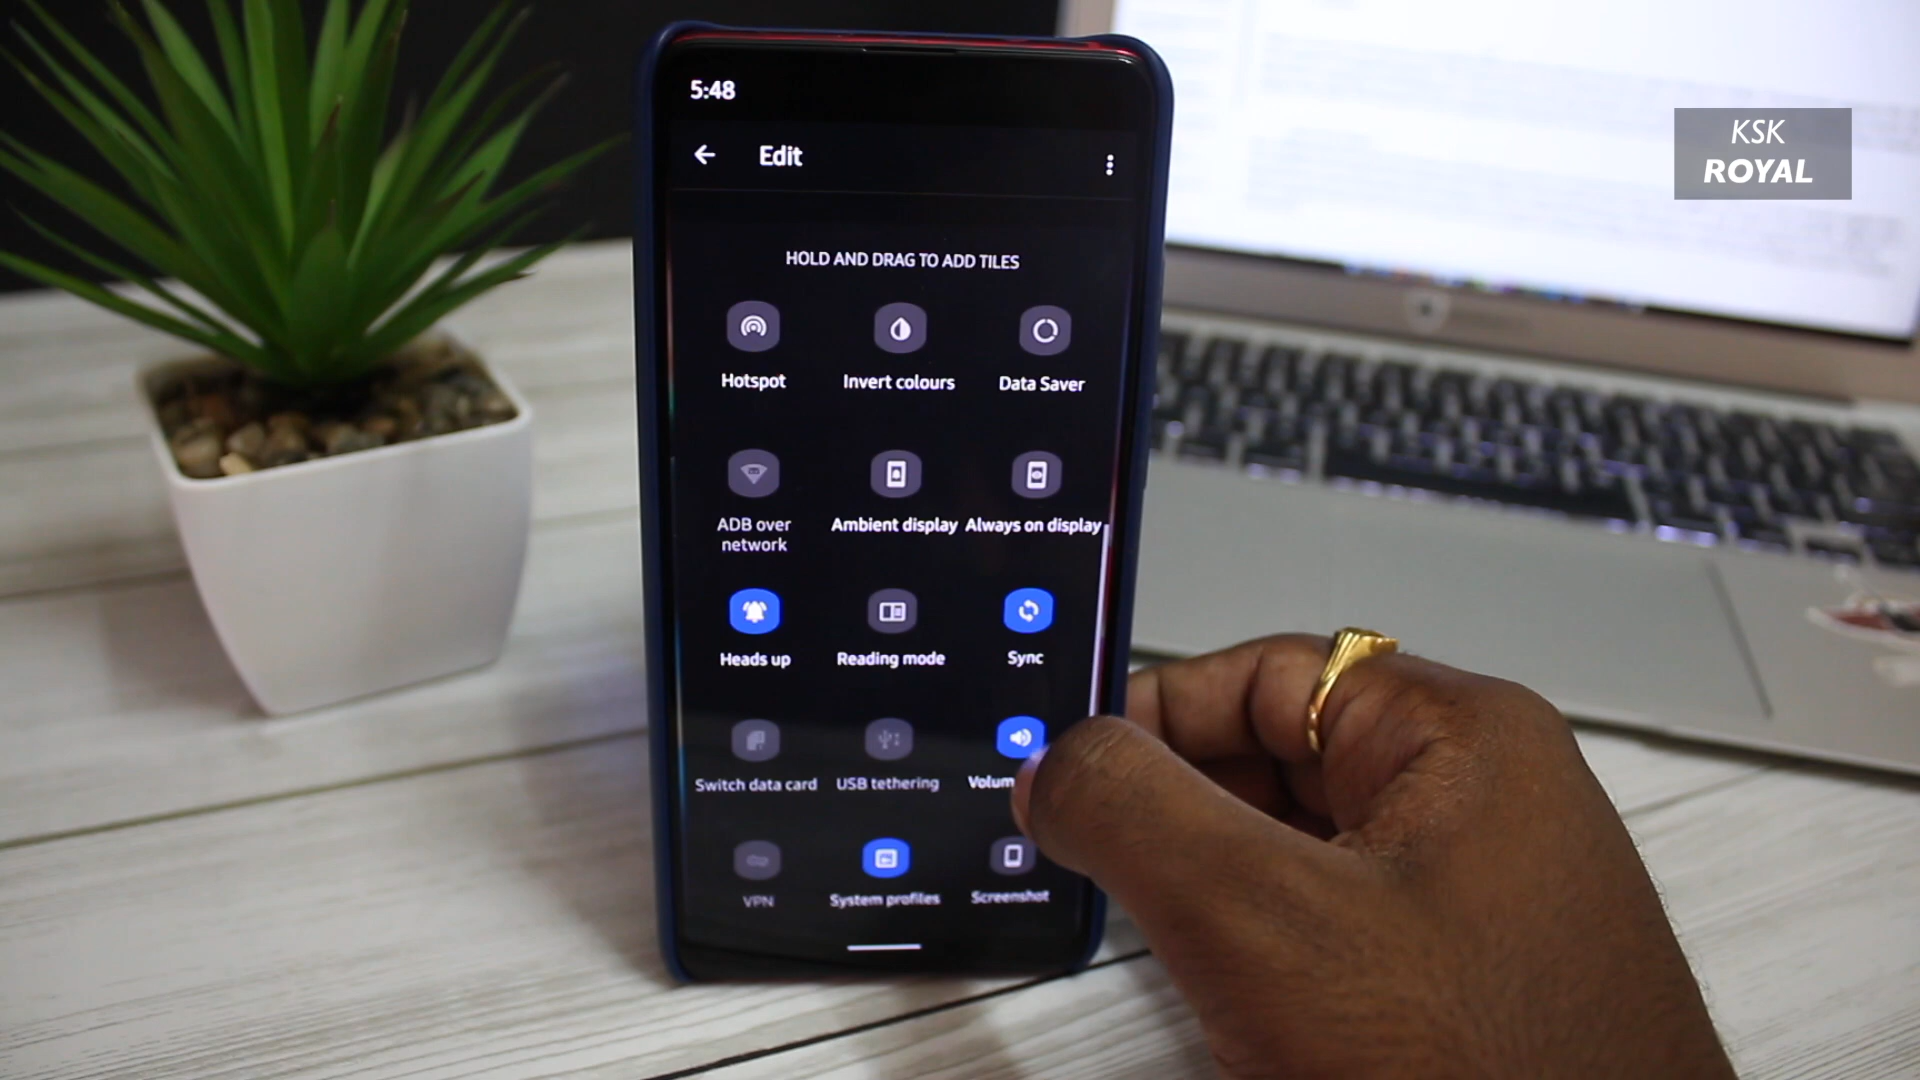 5:48
KSK
ROYAL
Edit
HOLD AND DRAG TO ADD TILES
Hotspot
Invert colours
Data Saver
ADB over
network
Ambient display
Always on display
Heads up
Reading mode
Sync
Switch data card
USB tethering
VPN
System profiles
Screenshot